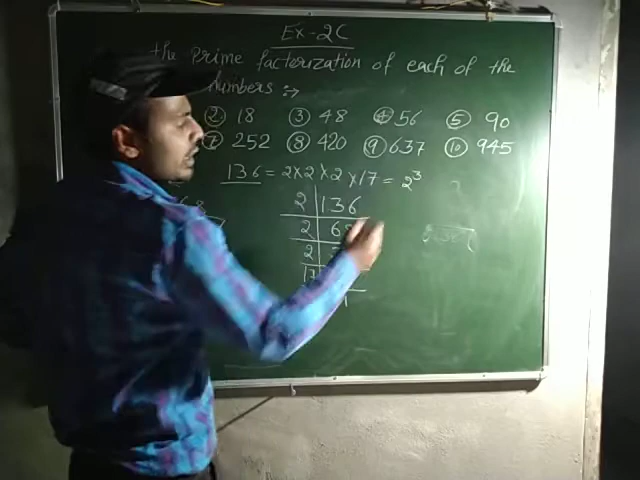 Ex-2C
the Prime factorization of each of the
numbers :→
② 18 ③ 48 ④ 56 ⑤ 90
⑦ 252 ⑧ 420 ⑨ 637 ⑩ 945
136 = 2×2×2×17 = 2³
2 136
2
2
17
1